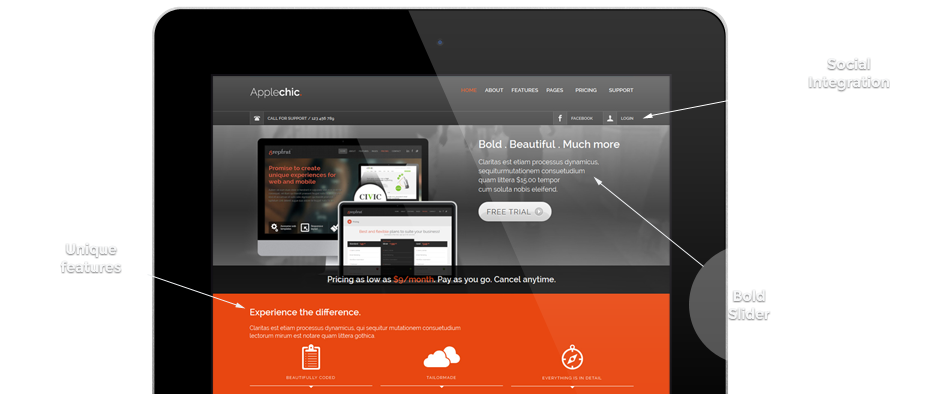 Social
Integration
Applechic.
HOME ABOUT FEATURES PAGES PRICING SUPPORT
CALL FOR SUPPORT / 123 456 789
FACEBOOK LOGIN
Bold . Beautiful . Much more
Claritas est etiam processus dynamicus,
sequiturmutationem consuetudium
quam littera $15.00 tempor
cum soluta nobis eleifend.
FREE TRIAL
Promise to create
unique experiences for
web and mobile
CIVIC
Pricing as low as $9/month. Pay as you go. Cancel anytime.
Unique
features
Bold
Slider
Experience the difference.
Claritas est etiam processus dynamicus, qui sequitur mutationem consuetudium
lectorum mirum est notare quam littera gothica.
BEAUTIFULLY CODED
TAILORMADE
EVERYTHING IS IN DETAIL